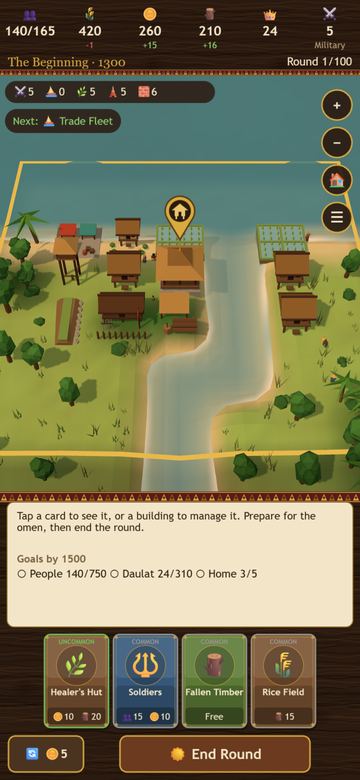 140/165 420 260 210 24 5
-1 +15 +16 Military
The Beginning · 1300 Round 1/100
5 0 5 5 6
Next: Trade Fleet
+
−
Tap a card to see it, or a building to manage it. Prepare for the
omen, then end the round.
Goals by 1500
People 140/750 Daulat 24/310 Home 3/5
UNCOMMON COMMON COMMON COMMON
Healer's Hut Soldiers Fallen Timber Rice Field
10 20 15 10 Free 15
5 End Round